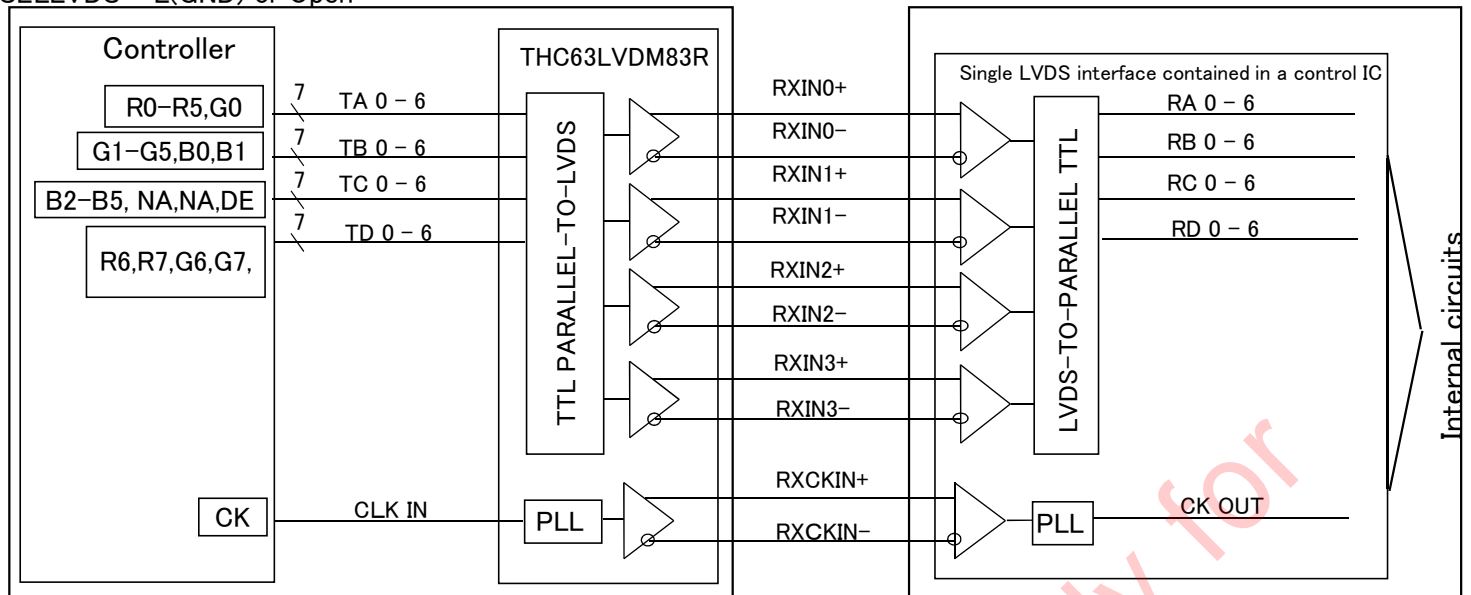 Controller
THC63LVDM83R
Single LVDS interface contained in a control IC
R0-R5,G0
7
TA 0 - 6
RXIN0+
RA 0 - 6
G1-G5,B0,B1
7
TB 0 - 6
RXIN0-
RB 0 - 6
B2-B5, NA,NA,DE
7
TC 0 - 6
RXIN1+
RC 0 - 6
R6,R7,G6,G7,
7
TD 0 - 6
RXIN1-
RD 0 - 6
TTL PARALLEL-TO-LVDS
RXIN2+
RXIN2-
RXIN3+
RXIN3-
LVDS-TO-PARALLEL TTL
Internal circuits
CK
CLK IN
PLL
RXCKIN+
RXCKIN-
PLL
CK OUT
for